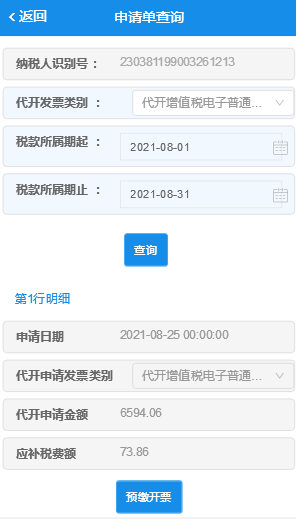 返回
申请单查询
纳税人识别号：
230381199003261213
代开发票类别：
代开增值税电子普通...
税款所属期起：
2021-08-01
税款所属期止：
2021-08-31
查询
第1行明细
申请日期
2021-08-25 00:00:00
代开申请发票类别
代开增值税电子普通...
代开申请金额
6594.06
应补税费额
73.86
预缴开票